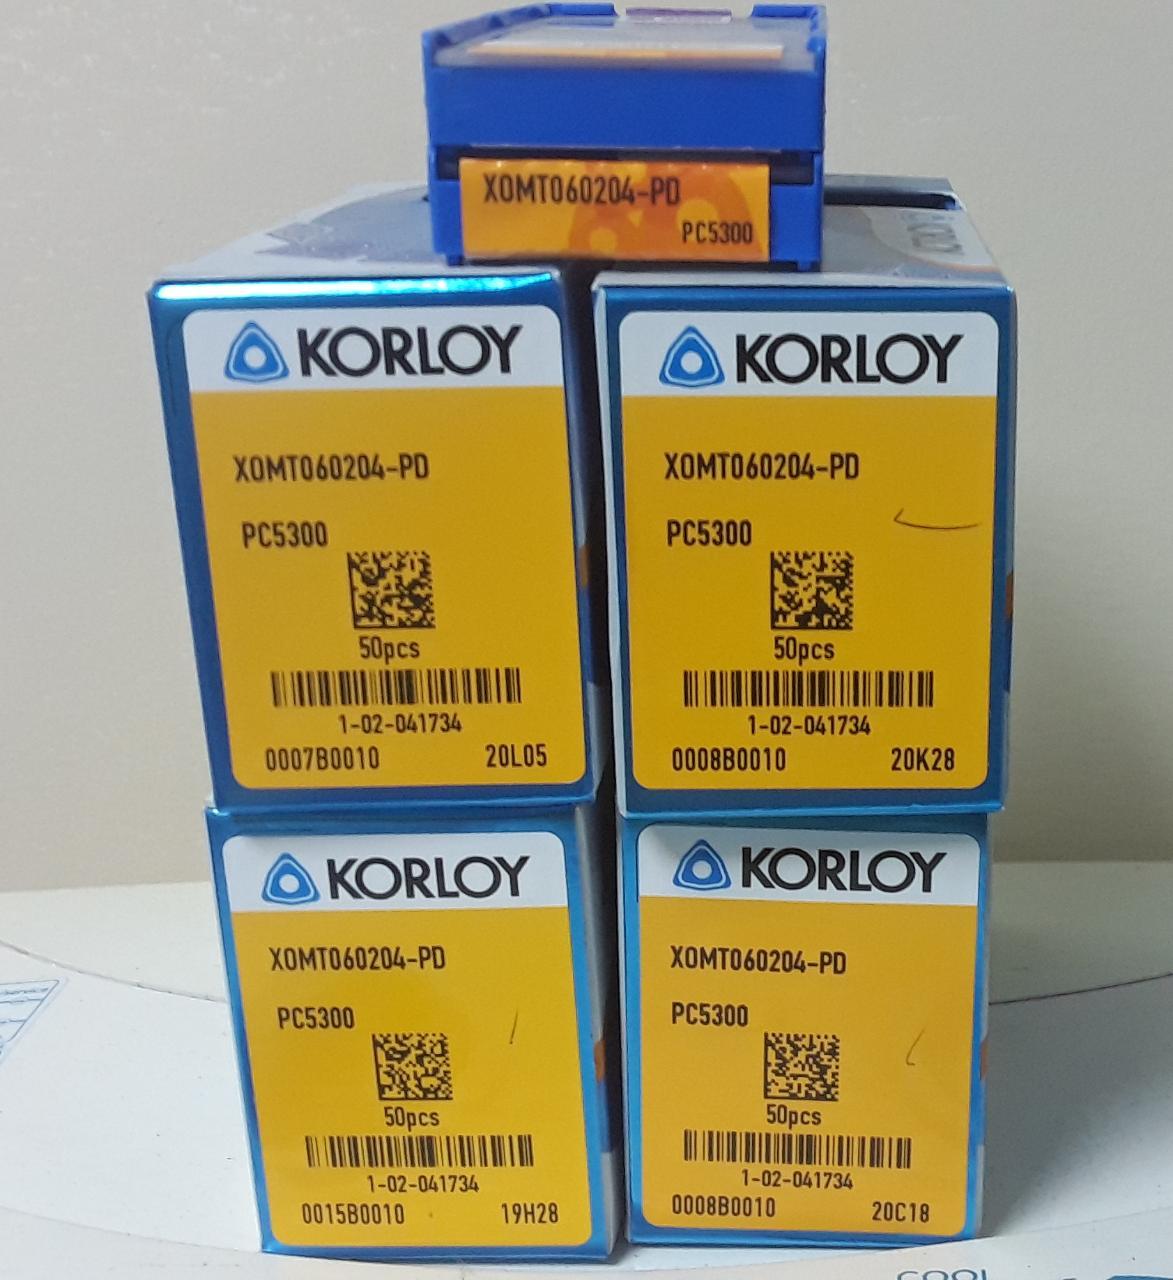 XOMT060204-PD
PC5300
KORLOY
XOMT060204-PD
PC5300
50pcs
1-02-041734
0007B0010 20L05
KORLOY
XOMT060204-PD
PC5300
50pcs
1-02-041734
0008B0010 20K28
KORLOY
XOMT060204-PD
PC5300
50pcs
1-02-041734
0015B0010 19H28
KORLOY
XOMT060204-PD
PC5300
50pcs
1-02-041734
0008B0010 20C18